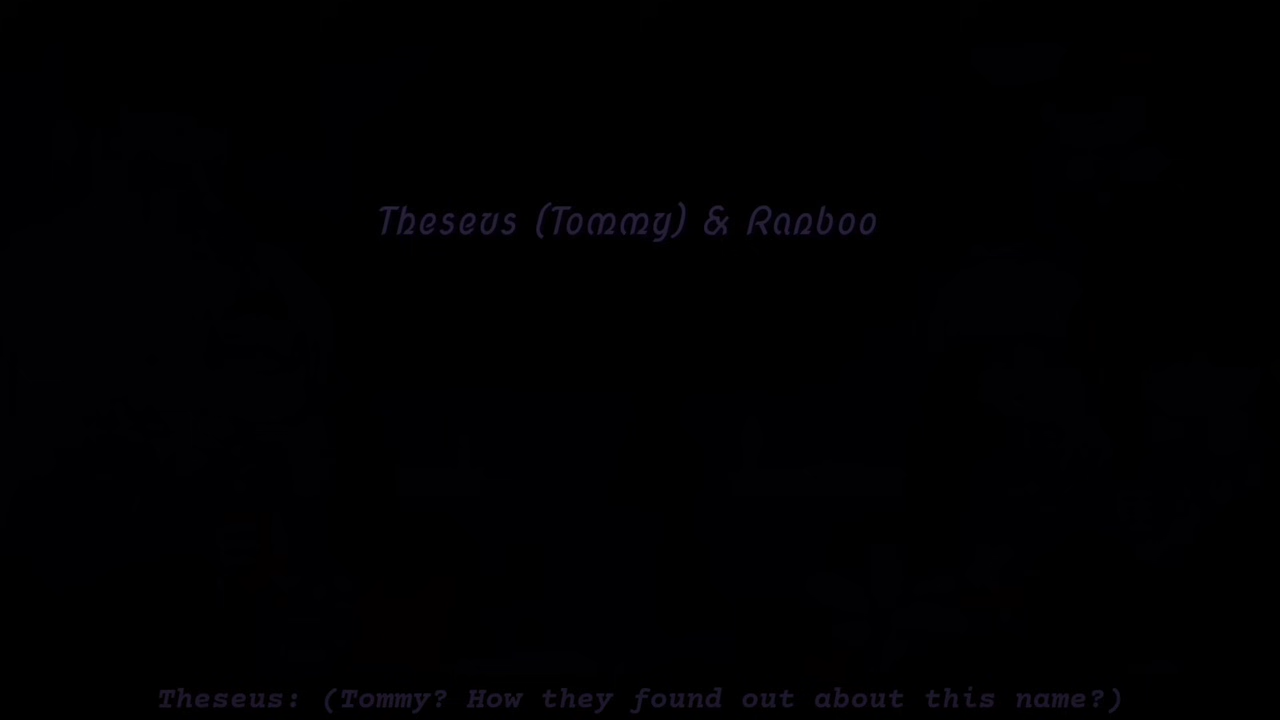 Theseus (Tommy) & Ranboo
Theseus: (Tommy? How they found out about this name?)